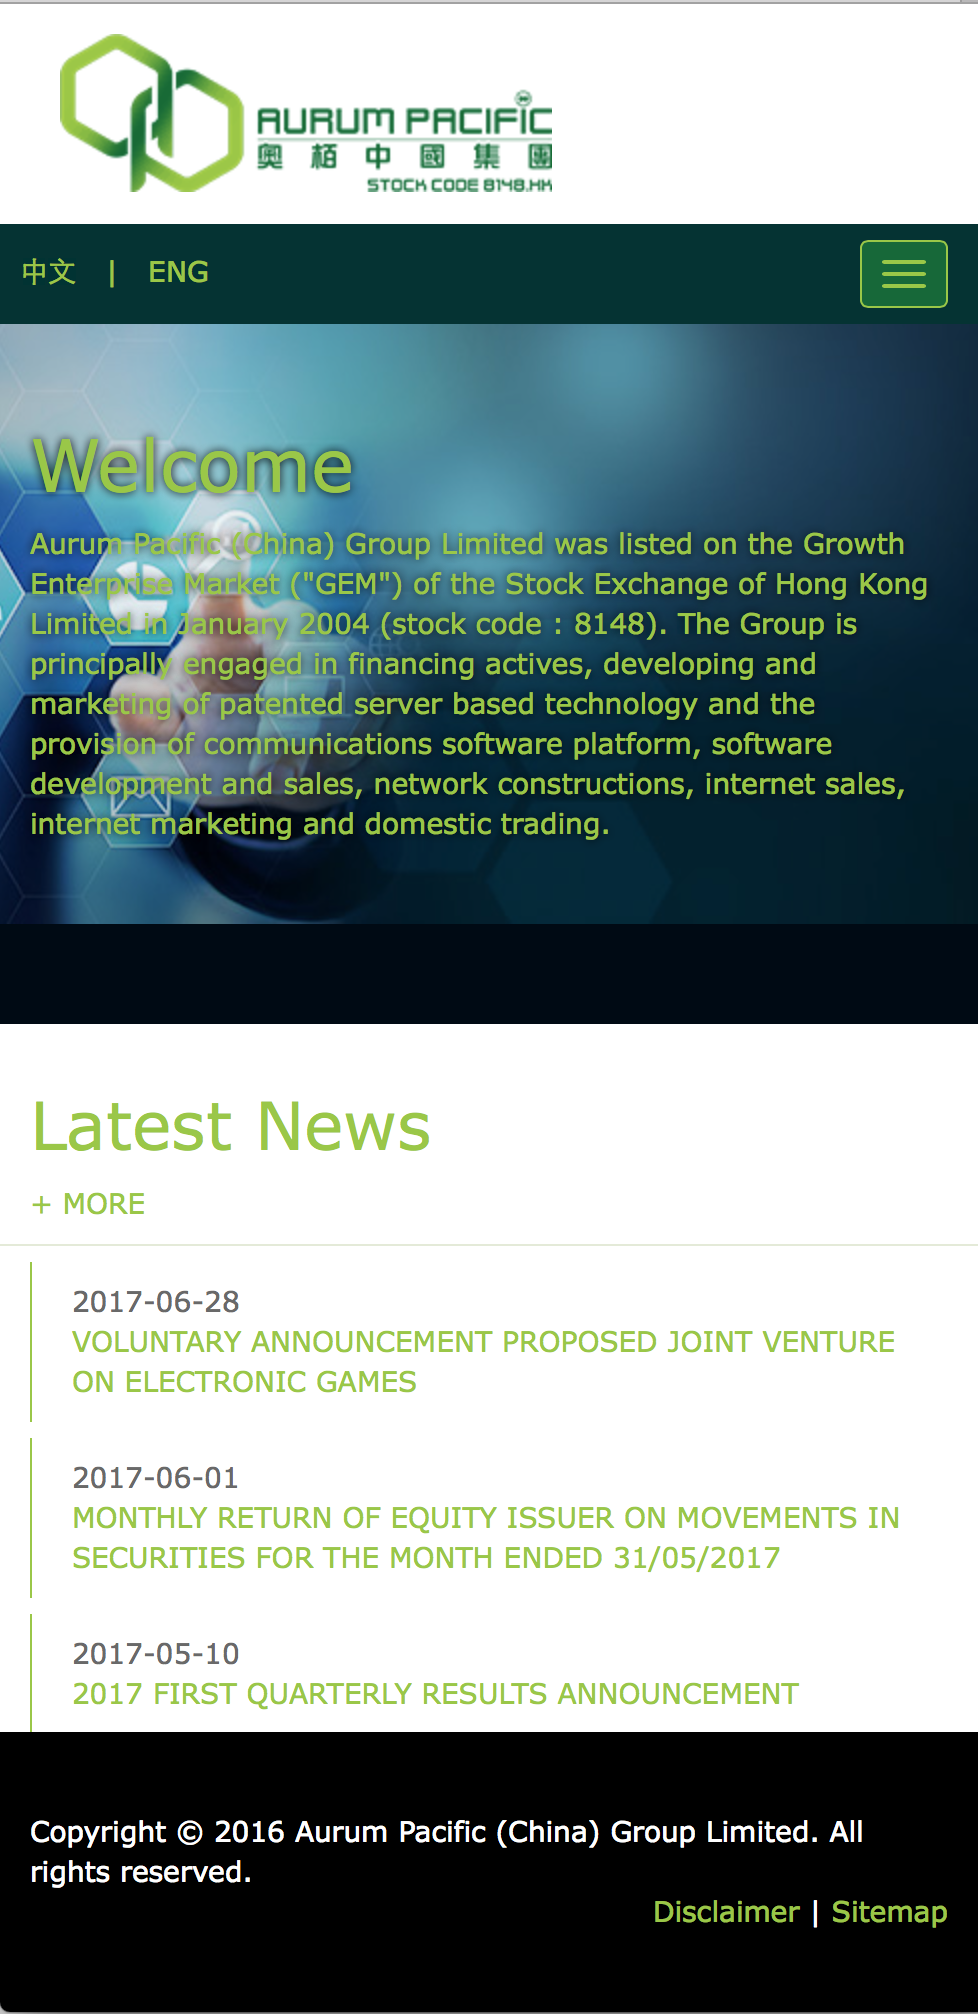 AURUM PACIFIC
奧栢中國集團
STOCK CODE 8148.HK
中文 | ENG
Welcome
Aurum Pacific (China) Group Limited was listed on the Growth
Enterprise Market ("GEM") of the Stock Exchange of Hong Kong
Limited in January 2004 (stock code : 8148). The Group is
principally engaged in financing actives, developing and
marketing of patented server based technology and the
provision of communications software platform, software
development and sales, network constructions, internet sales,
internet marketing and domestic trading.
Latest News
+ MORE
2017-06-28
VOLUNTARY ANNOUNCEMENT PROPOSED JOINT VENTURE
ON ELECTRONIC GAMES
2017-06-01
MONTHLY RETURN OF EQUITY ISSUER ON MOVEMENTS IN
SECURITIES FOR THE MONTH ENDED 31/05/2017
2017-05-10
2017 FIRST QUARTERLY RESULTS ANNOUNCEMENT
Copyright © 2016 Aurum Pacific (China) Group Limited. All
rights reserved.
Disclaimer | Sitemap